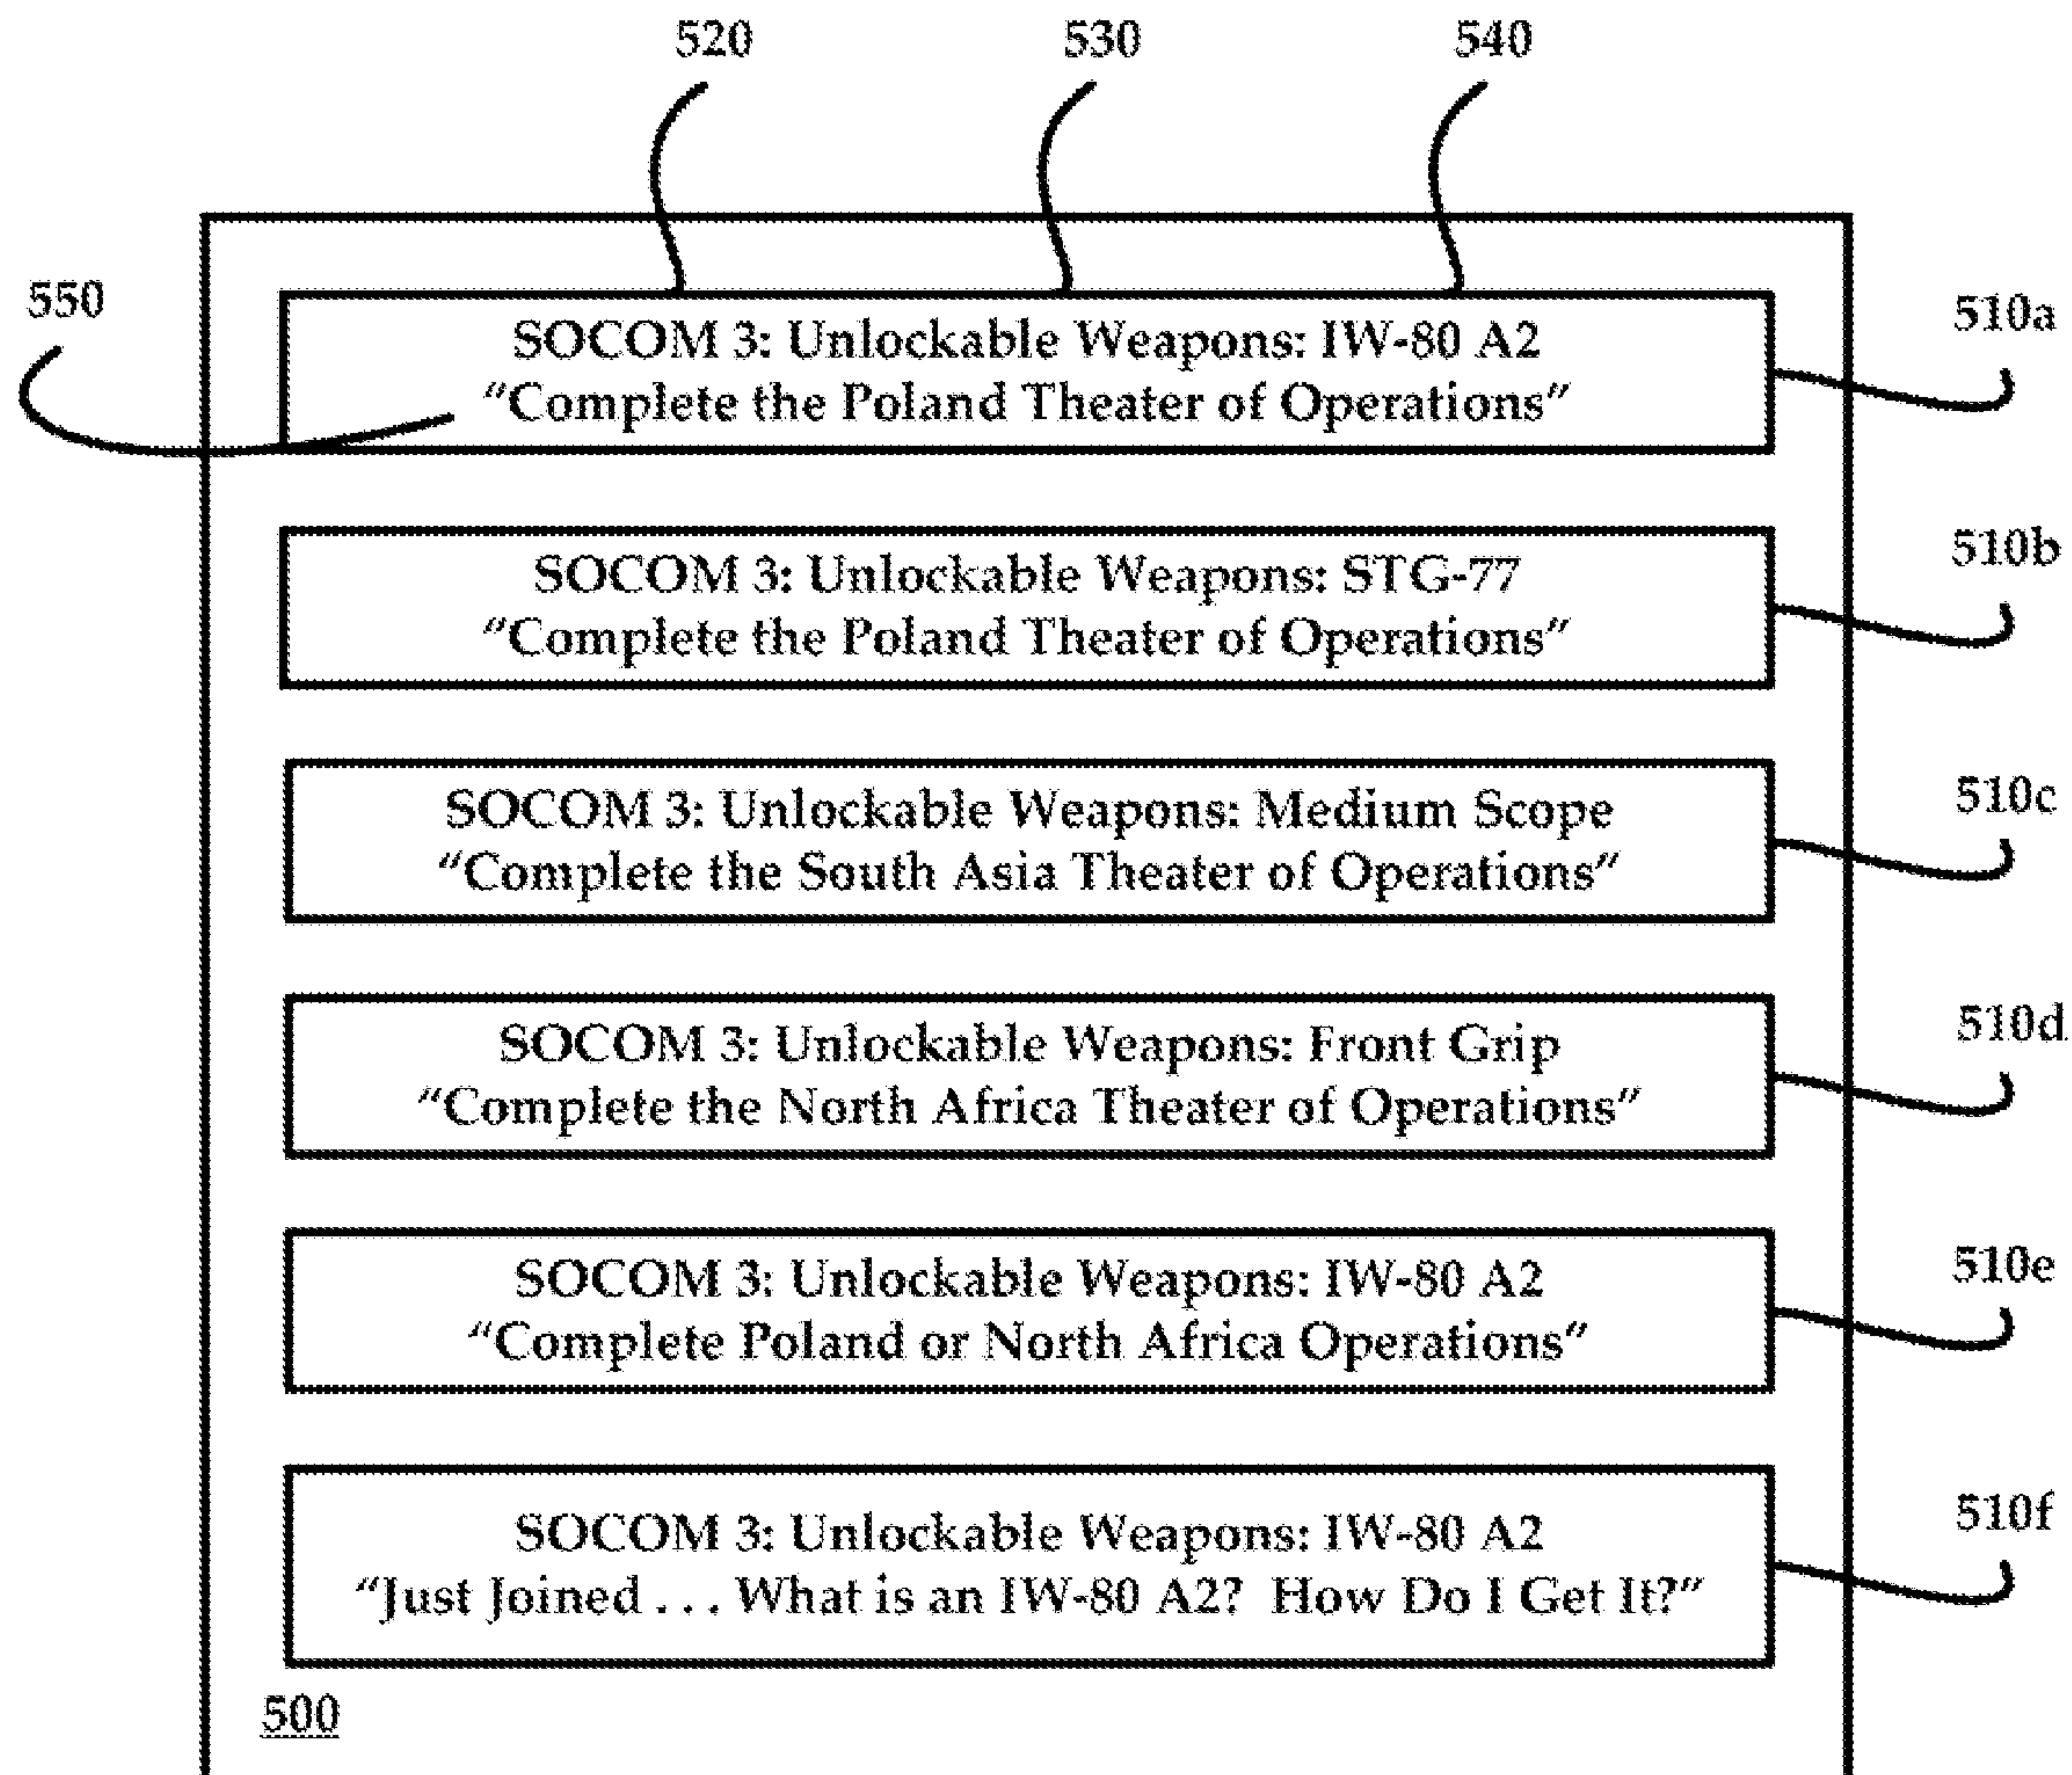 520 530 540
550
510a
SOCOM 3: Unlockable Weapons: IW-80 A2
"Complete the Poland Theater of Operations"
510b
SOCOM 3: Unlockable Weapons: STG-77
"Complete the Poland Theater of Operations"
510c
SOCOM 3: Unlockable Weapons: Medium Scope
"Complete the South Asia Theater of Operations"
510d
SOCOM 3: Unlockable Weapons: Front Grip
"Complete the North Africa Theater of Operations"
510e
SOCOM 3: Unlockable Weapons: IW-80 A2
"Complete Poland or North Africa Operations"
510f
SOCOM 3: Unlockable Weapons: IW-80 A2
"Just Joined . . . What is an IW-80 A2? How Do I Get It?"
500